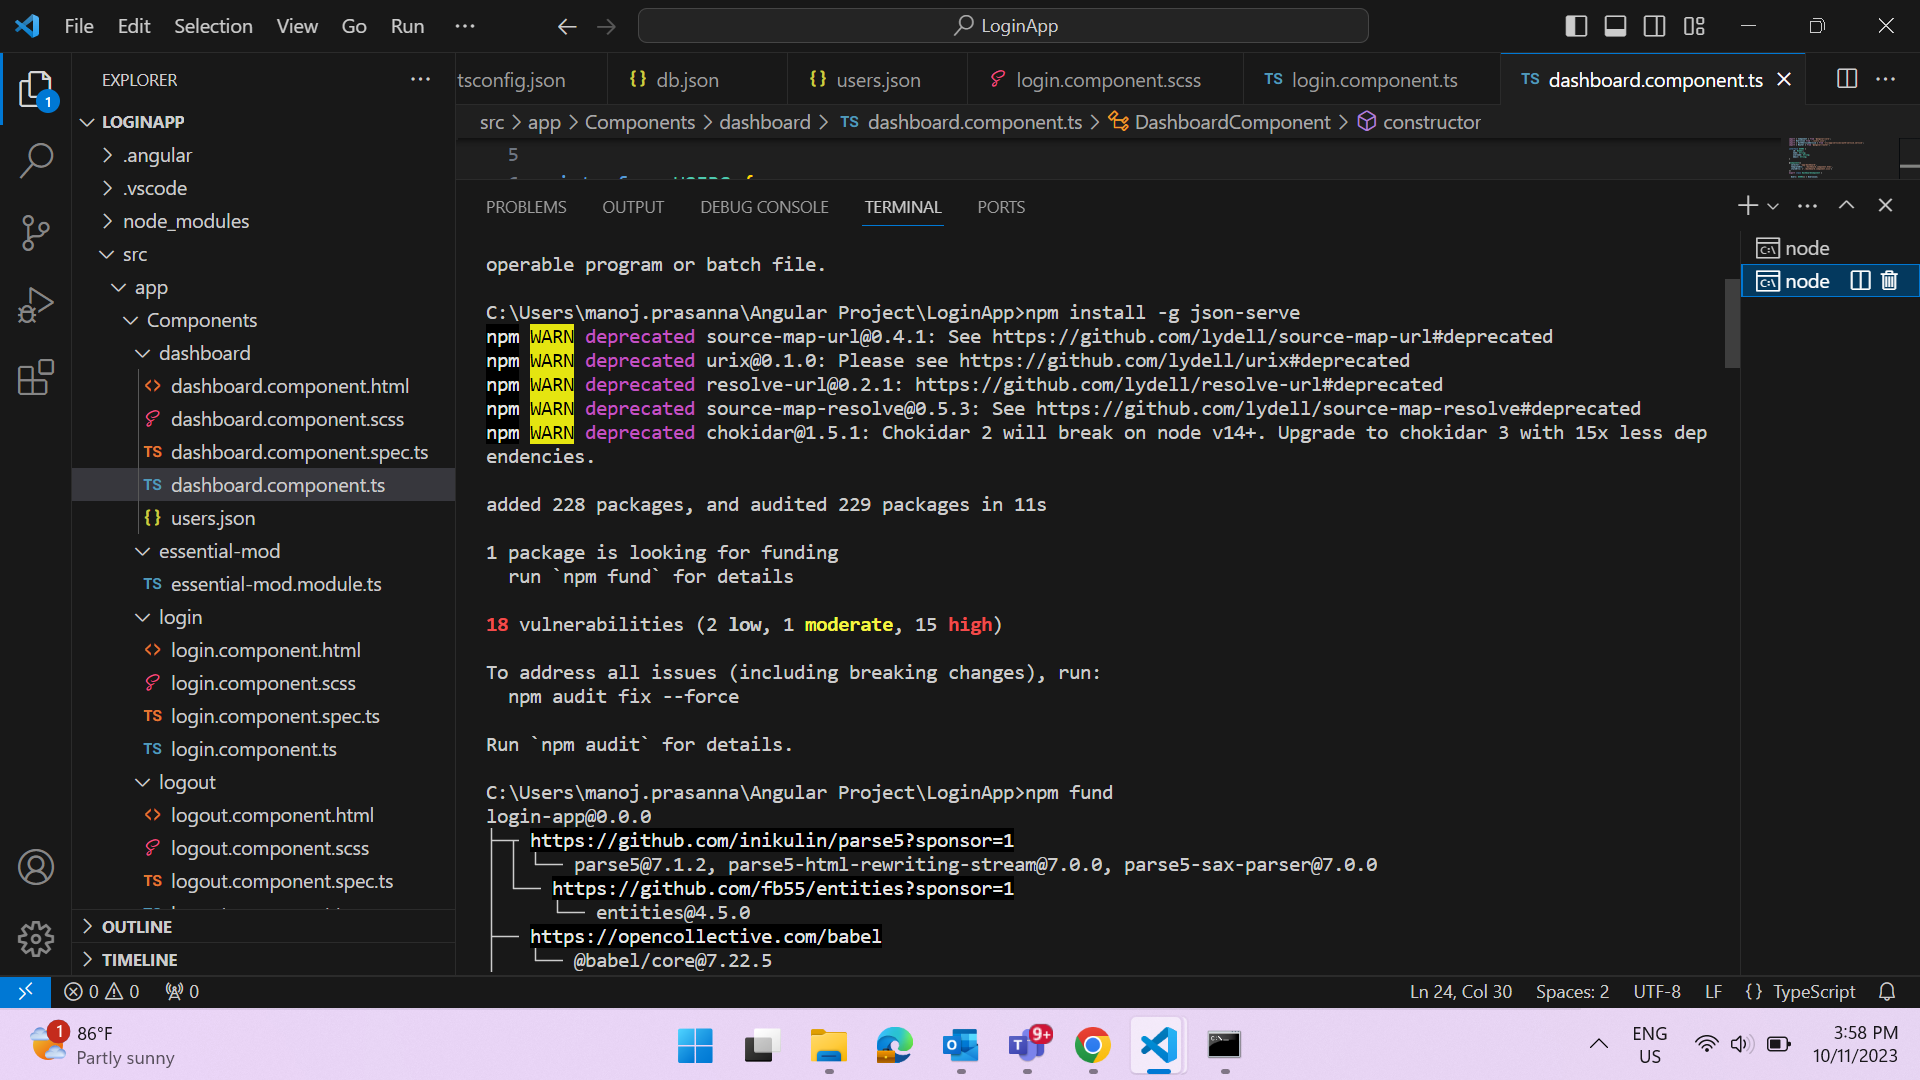 File Edit Selection View Go Run ···
LoginApp
EXPLORER
tsconfig.json {} db.json {} users.json login.component.scss TS login.component.ts TS dashboard.component.ts
1
LOGINAPP
src > app > Components > dashboard > TS dashboard.component.ts > DashboardComponent > constructor
.angular
.vscode
node_modules
src
app
Components
dashboard
<> dashboard.component.html
dashboard.component.scss
TS dashboard.component.spec.ts
TS dashboard.component.ts
{} users.json
essential-mod
TS essential-mod.module.ts
login
<> login.component.html
login.component.scss
TS login.component.spec.ts
TS login.component.ts
logout
<> logout.component.html
logout.component.scss
TS logout.component.spec.ts
OUTLINE
TIMELINE
5
PROBLEMS OUTPUT DEBUG CONSOLE TERMINAL PORTS
node
node
operable program or batch file.
C:\Users\manoj.prasanna\Angular Project\LoginApp>npm install -g json-serve
npm WARN deprecated source-map-url@0.4.1: See https://github.com/lydell/source-map-url#deprecated
npm WARN deprecated urix@0.1.0: Please see https://github.com/lydell/urix#deprecated
npm WARN deprecated resolve-url@0.2.1: https://github.com/lydell/resolve-url#deprecated
npm WARN deprecated source-map-resolve@0.5.3: See https://github.com/lydell/source-map-resolve#deprecated
npm WARN deprecated chokidar@1.5.1: Chokidar 2 will break on node v14+. Upgrade to chokidar 3 with 15x less dep
endencies.
added 228 packages, and audited 229 packages in 11s
1 package is looking for funding
run `npm fund` for details
18 vulnerabilities (2 low, 1 moderate, 15 high)
To address all issues (including breaking changes), run:
npm audit fix --force
Run `npm audit` for details.
C:\Users\manoj.prasanna\Angular Project\LoginApp>npm fund
login-app@0.0.0
https://github.com/inikulin/parse5?sponsor=1
parse5@7.1.2, parse5-html-rewriting-stream@7.0.0, parse5-sax-parser@7.0.0
https://github.com/fb55/entities?sponsor=1
entities@4.5.0
https://opencollective.com/babel
@babel/core@7.22.5
0 0 0 Ln 24, Col 30 Spaces: 2 UTF-8 LF {} TypeScript
1 86°F
Partly sunny
9+
ENG
US
3:58 PM
10/11/2023